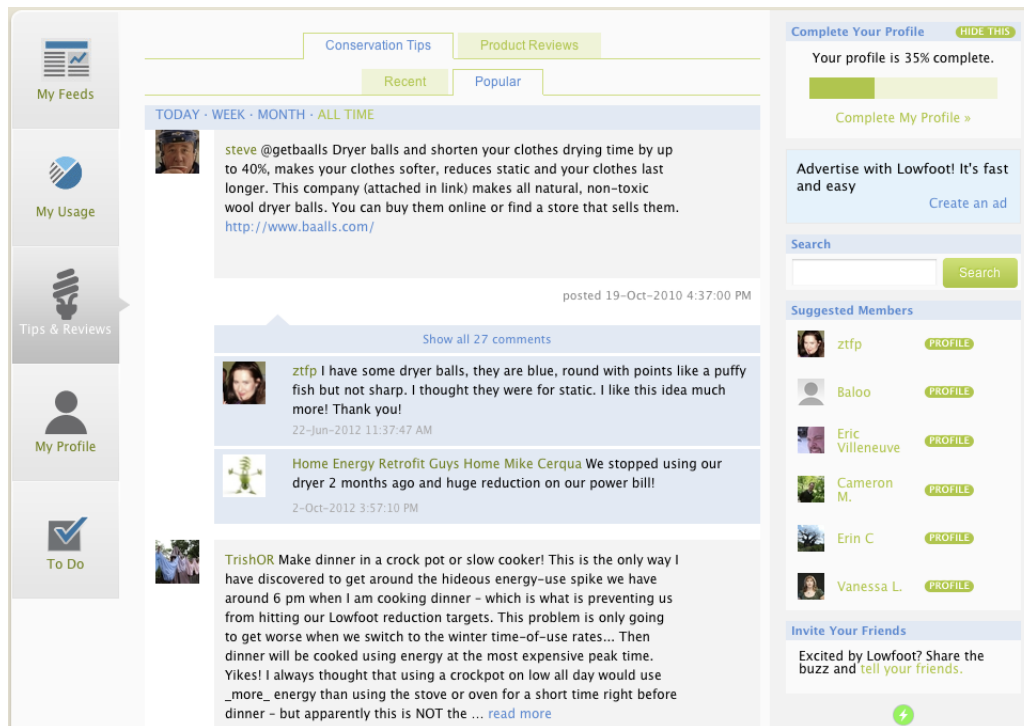 My Feeds
My Usage
Tips & Reviews
My Profile
To Do
Conservation Tips
Product Reviews
Recent
Popular
TODAY · WEEK · MONTH · ALL TIME
steve @getbaalls Dryer balls and shorten your clothes drying time by up
to 40%, makes your clothes softer, reduces static and your clothes last
longer. This company (attached in link) makes all natural, non-toxic
wool dryer balls. You can buy them online or find a store that sells them.
http://www.baalls.com/
posted 19-Oct-2010 4:37:00 PM
Show all 27 comments
ztfp I have some dryer balls, they are blue, round with points like a puffy
fish but not sharp. I thought they were for static. I like this idea much
more! Thank you!
22-Jun-2012 11:37:47 AM
Home Energy Retrofit Guys Home Mike Cerqua We stopped using our
dryer 2 months ago and huge reduction on our power bill!
2-Oct-2012 3:57:10 PM
TrishOR Make dinner in a crock pot or slow cooker! This is the only way I
have discovered to get around the hideous energy-use spike we have
around 6 pm when I am cooking dinner - which is what is preventing us
from hitting our Lowfoot reduction targets. This problem is only going
to get worse when we switch to the winter time-of-use rates... Then
dinner will be cooked using energy at the most expensive peak time.
Yikes! I always thought that using a crockpot on low all day would use
_more_ energy than using the stove or oven for a short time right before
dinner - but apparently this is NOT the ... read more
Complete Your Profile
HIDE THIS
Your profile is 35% complete.
Complete My Profile »
Advertise with Lowfoot! It's fast
and easy
Create an ad
Search
Search
Suggested Members
ztfp PROFILE
Baloo PROFILE
Eric
Villeneuve PROFILE
Cameron
M. PROFILE
Erin C PROFILE
Vanessa L. PROFILE
Invite Your Friends
Excited by Lowfoot? Share the
buzz and tell your friends.